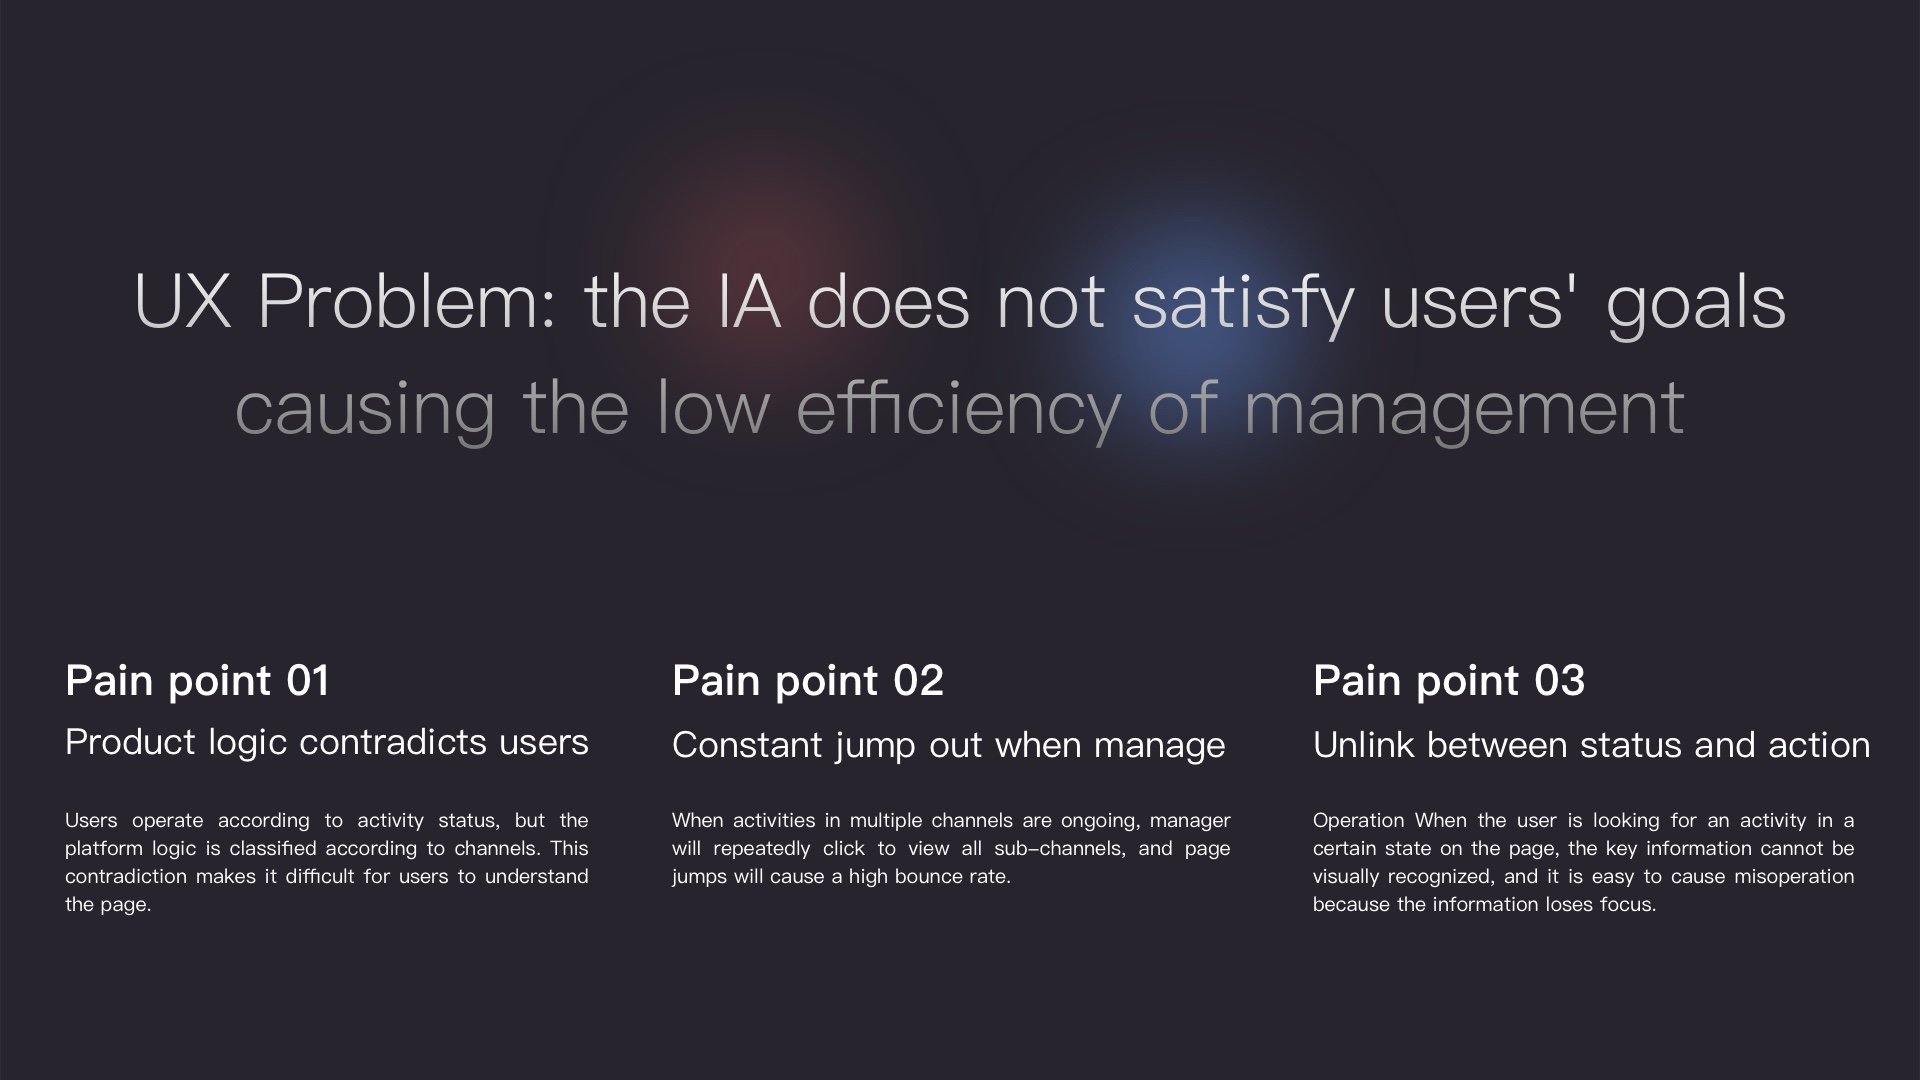 UX Problem: the IA does not satisfy users' goals
causing the low efficiency of management
Pain point 01
Product logic contradicts users
Users operate according to activity status, but the
platform logic is classified according to channels. This
contradiction makes it difficult for users to understand
the page.
Pain point 02
Constant jump out when manage
When activities in multiple channels are ongoing, manager
will repeatedly click to view all sub-channels, and page
jumps will cause a high bounce rate.
Pain point 03
Unlink between status and action
Operation When the user is looking for an activity in a
certain state on the page, the key information cannot be
visually recognized, and it is easy to cause misoperation
because the information loses focus.